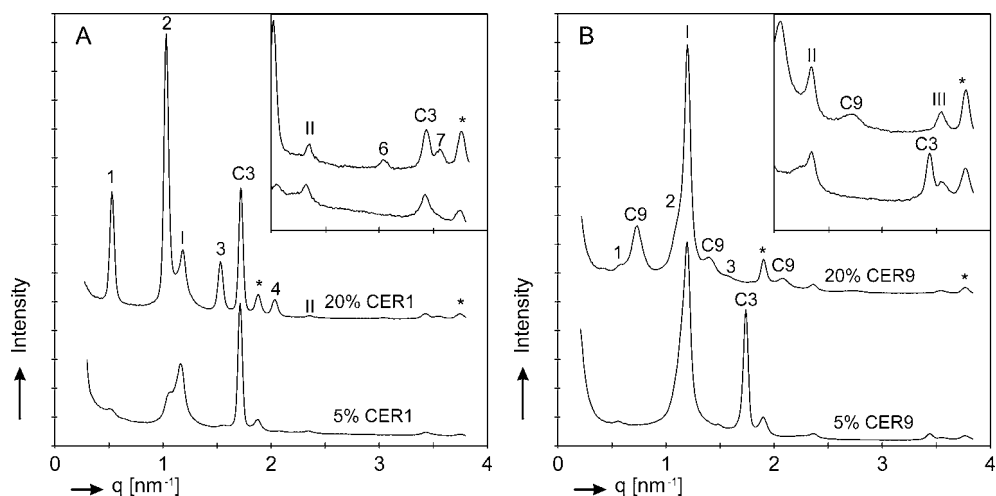 A
2
1
I
3
C3
*
4
II
20% CER1
*
5% CER1
II
6
C3
7
*
Intensity
0
1
2
3
4
q [nm⁻¹]
B
I
1
C9
2
C9
3
*
C9
20% CER9
*
C3
5% CER9
II
C9
III
*
C3
Intensity
0
1
2
3
4
q [nm⁻¹]